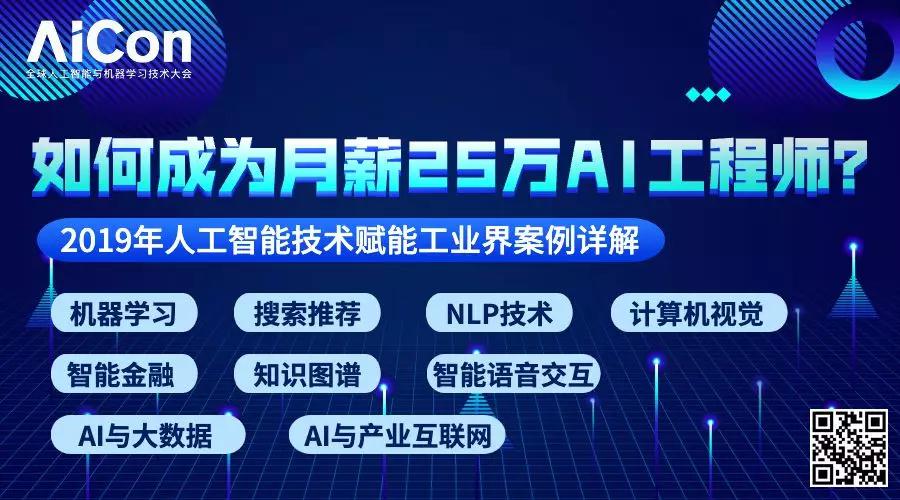 AiCon
全球人工智能与机器学习技术大会
如何成为月薪25万AI工程师?
2019年人工智能技术赋能工业界案例详解
机器学习 搜索推荐 NLP技术 计算机视觉
智能金融 知识图谱 智能语音交互
AI与大数据 AI与产业互联网